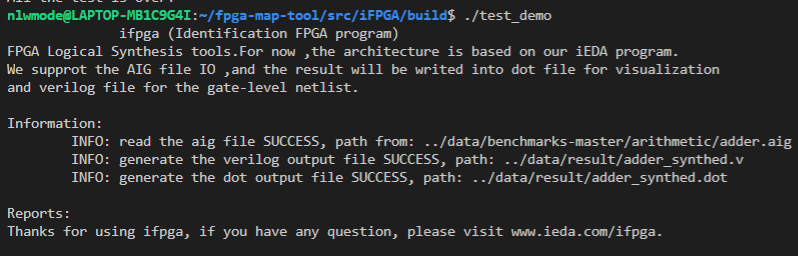 nlwmode@LAPTOP-MB1C9G4I:~/fpga-map-tool/src/iFPGA/build$ ./test_demo
ifpga (Identification FPGA program)
FPGA Logical Synthesis tools.For now ,the architecture is based on our iEDA program.
We supprot the AIG file IO ,and the result will be writed into dot file for visualization
and verilog file for the gate-level netlist.
Information:
INFO: read the aig file SUCCESS, path from: ../data/benchmarks-master/arithmetic/adder.aig
INFO: generate the verilog output file SUCCESS, path: ../data/result/adder_synthed.v
INFO: generate the dot output file SUCCESS, path: ../data/result/adder_synthed.dot
Reports:
Thanks for using ifpga, if you have any question, please visit www.ieda.com/ifpga.